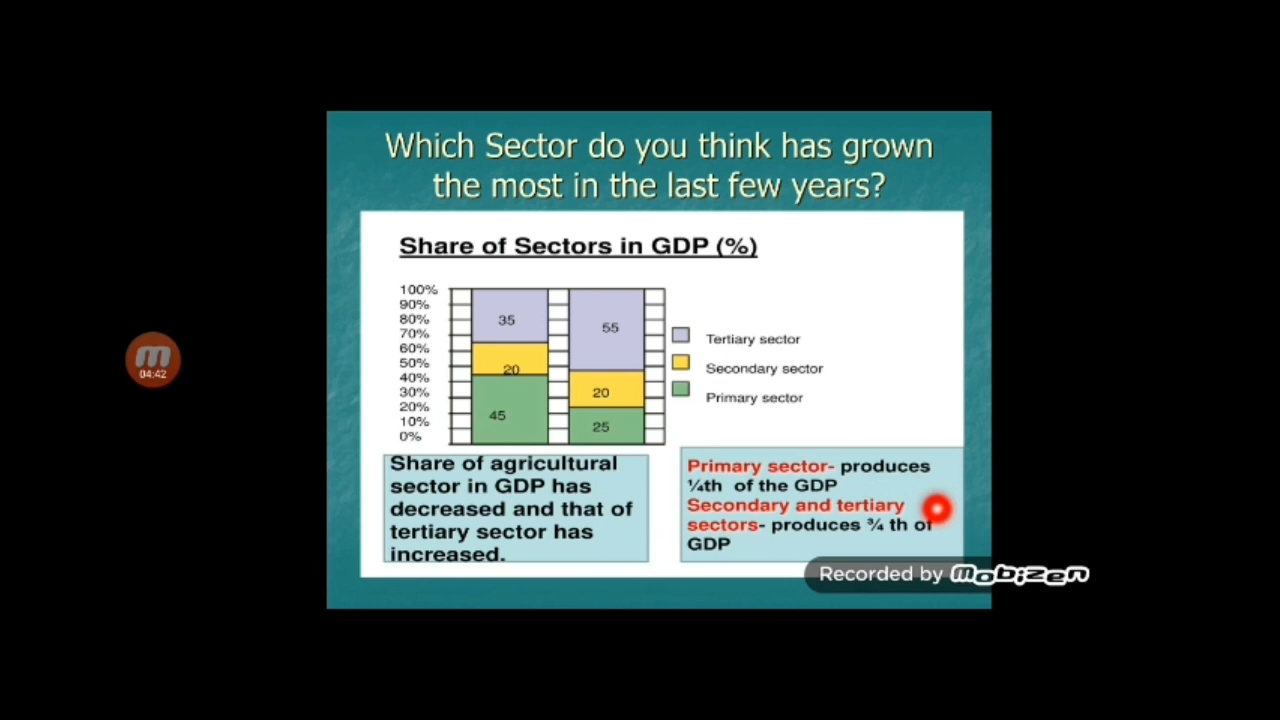 Which Sector do you think has grown
the most in the last few years?
Share of Sectors in GDP (%)
100%
90%
80%
70%
60%
50%
40%
30%
20%
10%
0%
35
20
45
55
20
25
Tertiary sector
Secondary sector
Primary sector
Share of agricultural
sector in GDP has
decreased and that of
tertiary sector has
increased.
Primary sector- produces
¼th of the GDP
Secondary and tertiary
sectors- produces ¾ th of
GDP
04:42
Recorded by mobizen